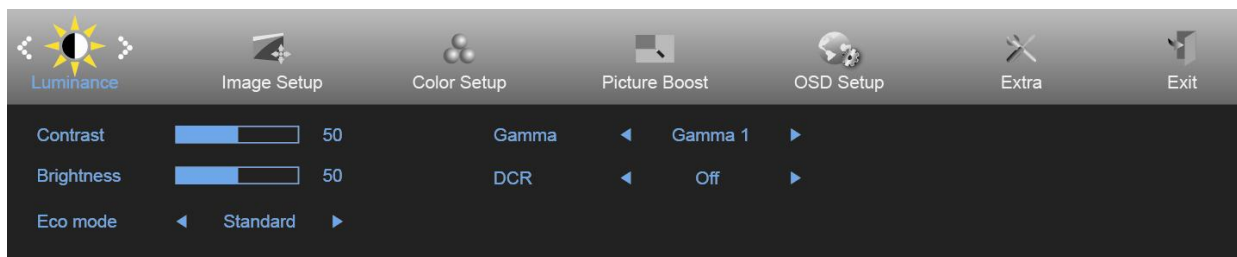 Luminance Image Setup Color Setup Picture Boost OSD Setup Extra Exit
Contrast 50 Gamma Gamma 1
Brightness 50 DCR Off
Eco mode Standard